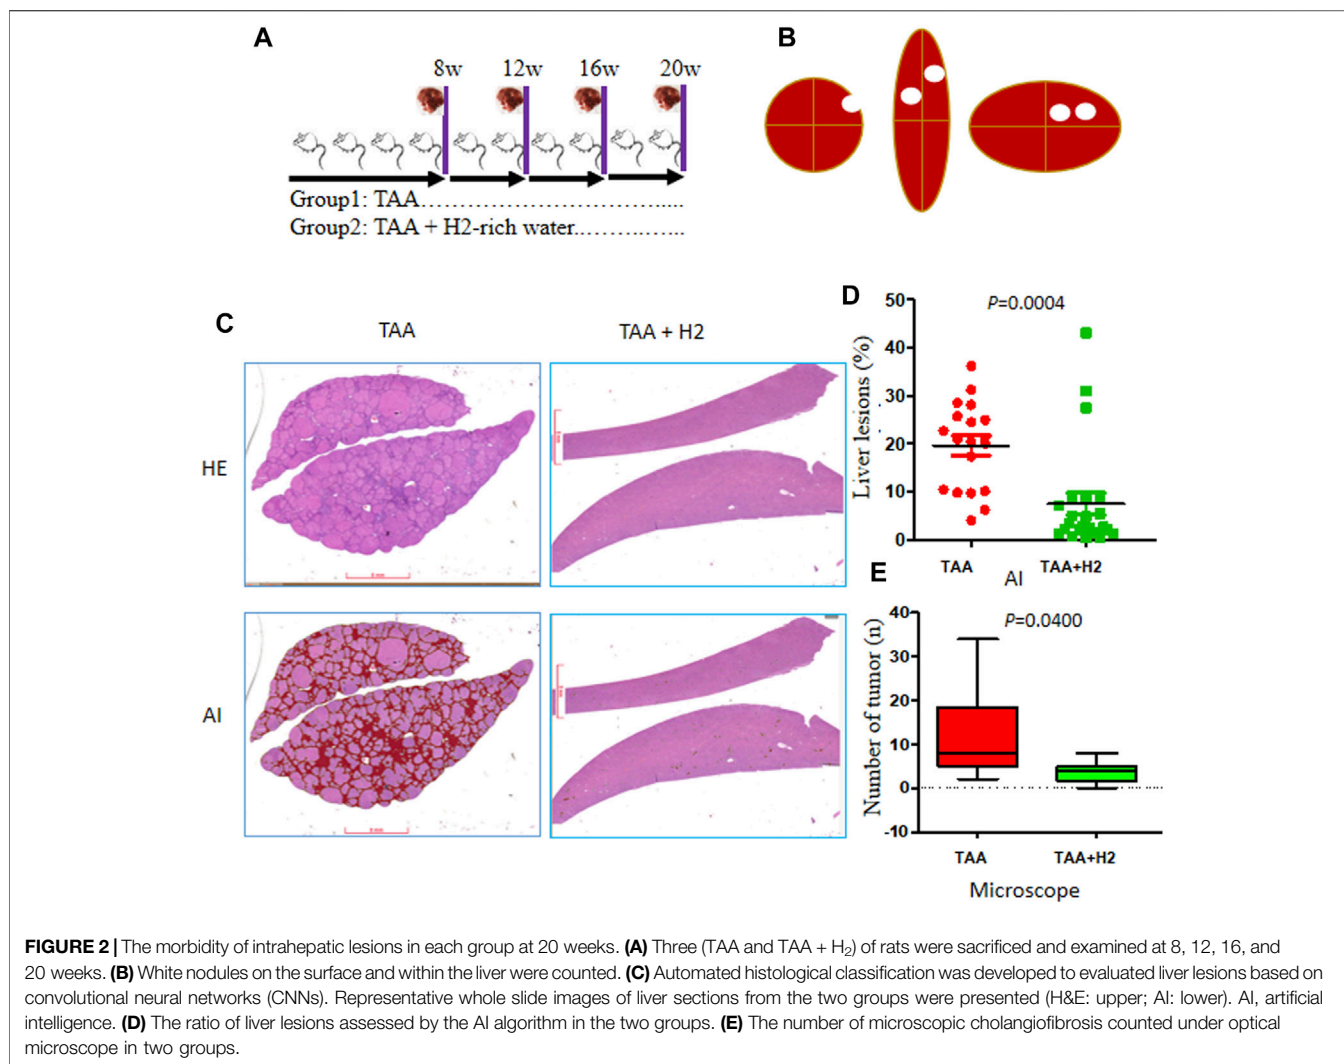 A
8w 12w 16w 20w
Group1: TAA……………………………......
Group2: TAA + H2-rich water...……..…...
B
C
TAA
TAA + H2
HE
AI
D
P=0.0004
Liver lesions (%)
50
40
30
20
10
0
TAA TAA+H2
AI
E
P=0.0400
Number of tumor (n)
40
30
20
10
0
-10
TAA TAA+H2
Microscope
FIGURE 2 | The morbidity of intrahepatic lesions in each group at 20 weeks. (A) Three (TAA and TAA + H₂) of rats were sacrificed and examined at 8, 12, 16, and
20 weeks. (B) White nodules on the surface and within the liver were counted. (C) Automated histological classification was developed to evaluated liver lesions based on
convolutional neural networks (CNNs). Representative whole slide images of liver sections from the two groups were presented (H&E: upper; AI: lower). AI, artificial
intelligence. (D) The ratio of liver lesions assessed by the AI algorithm in the two groups. (E) The number of microscopic cholangiofibrosis counted under optical
microscope in two groups.